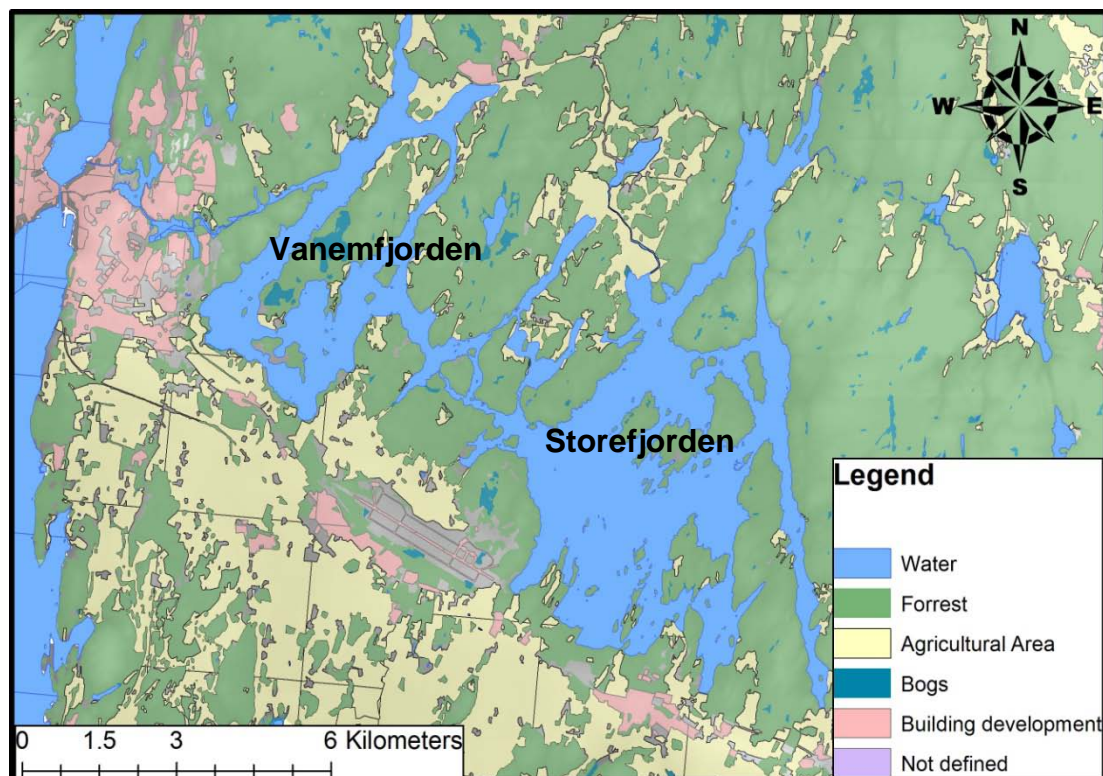 N
W E
S
Vanemfjorden
Storefjorden
Legend
Water
Forrest
Agricultural Area
Bogs
Building development
Not defined
0 1.5 3 6 Kilometers